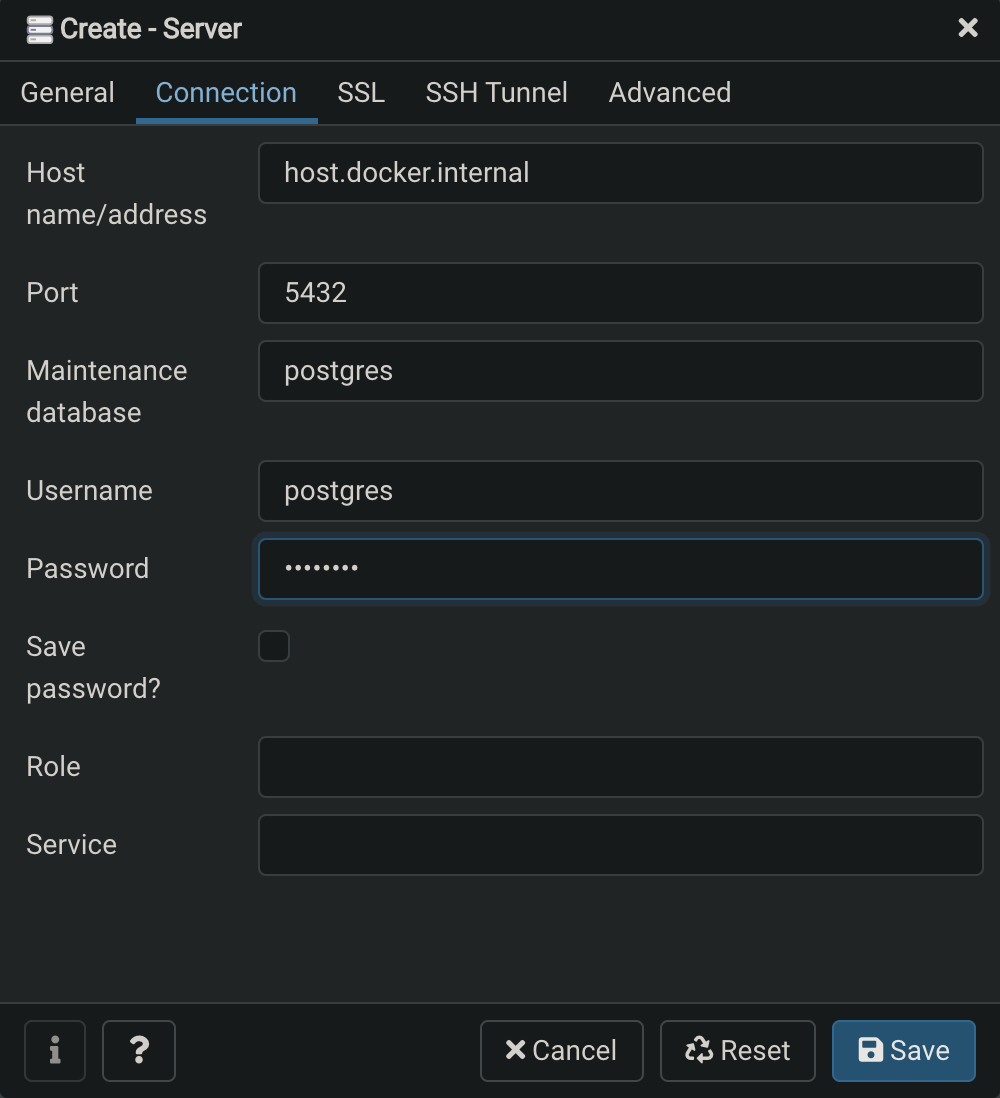 Create - Server
General Connection SSL SSH Tunnel Advanced
Host
name/address
host.docker.internal
Port
5432
Maintenance
database
postgres
Username
postgres
Password
••••••••
Save
password?
Role
Service
i ? Cancel Reset Save